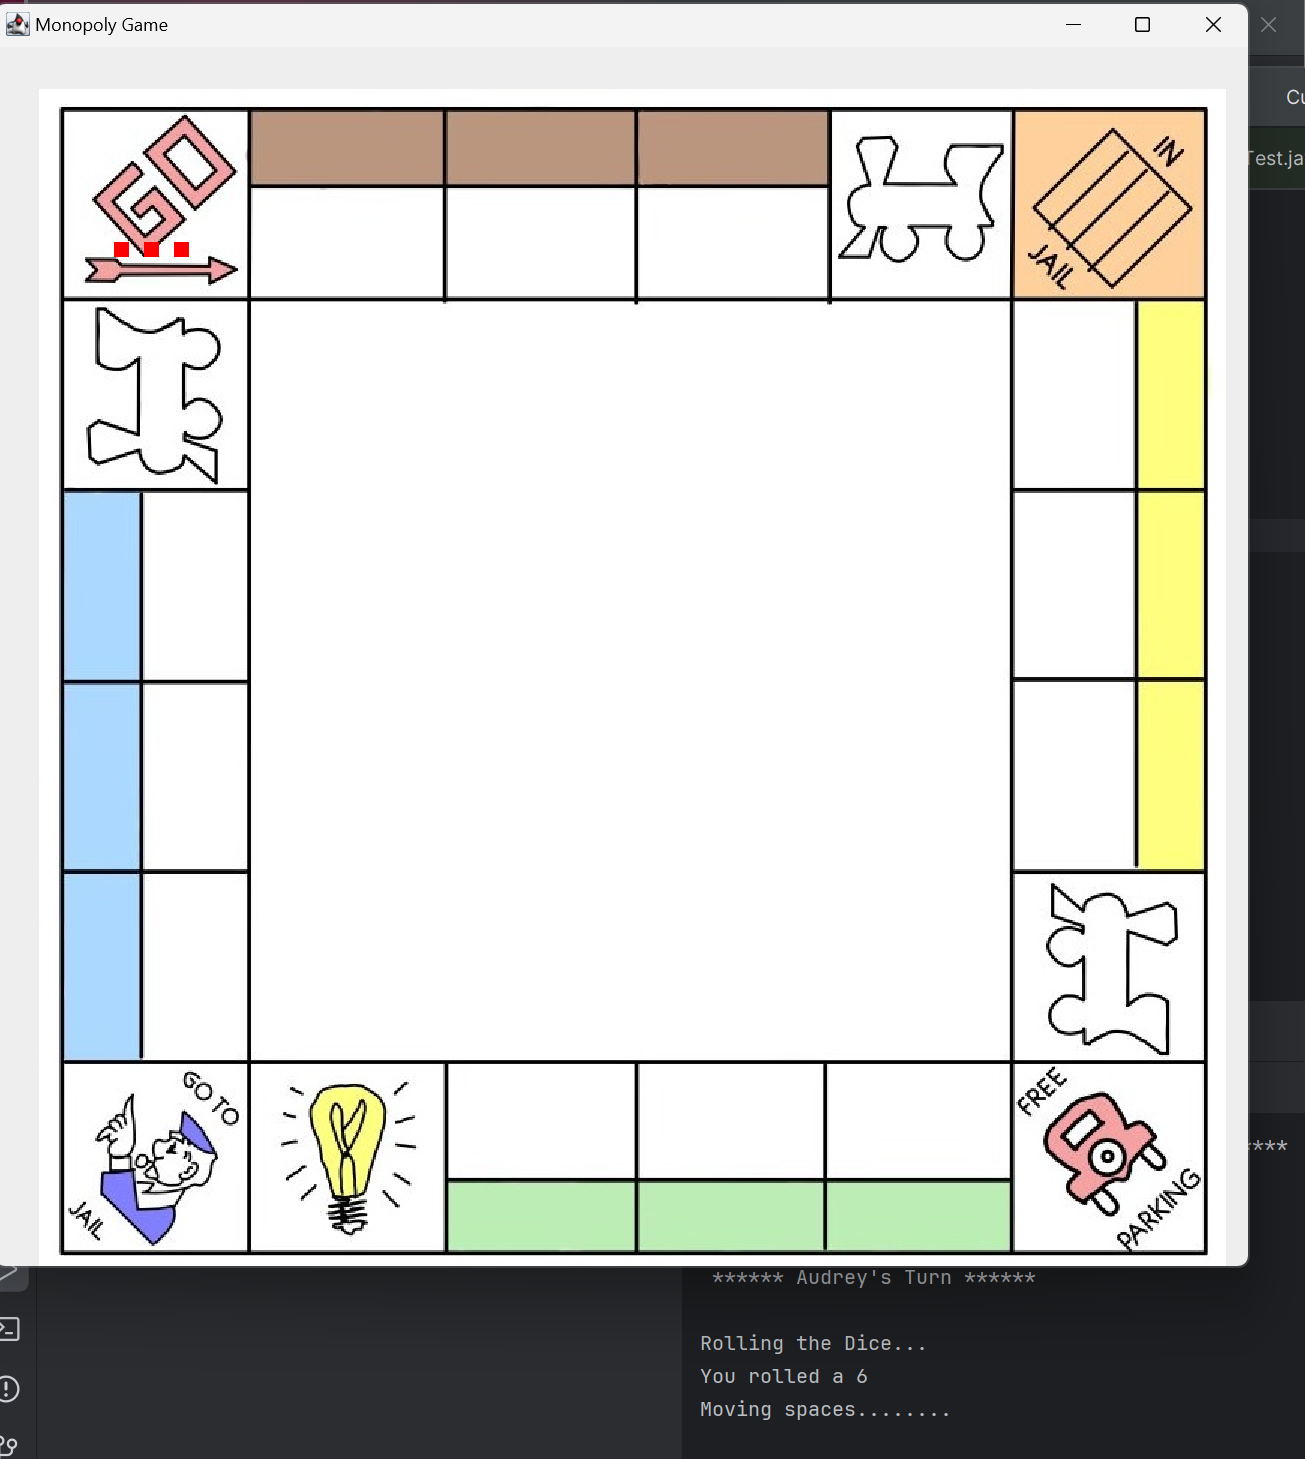 Monopoly Game
Cu
Test.ja
GO
IN
JAIL
GO TO
JAIL
FREE
PARKING
****
****** Audrey's Turn ******
Rolling the Dice...
You rolled a 6
Moving spaces........